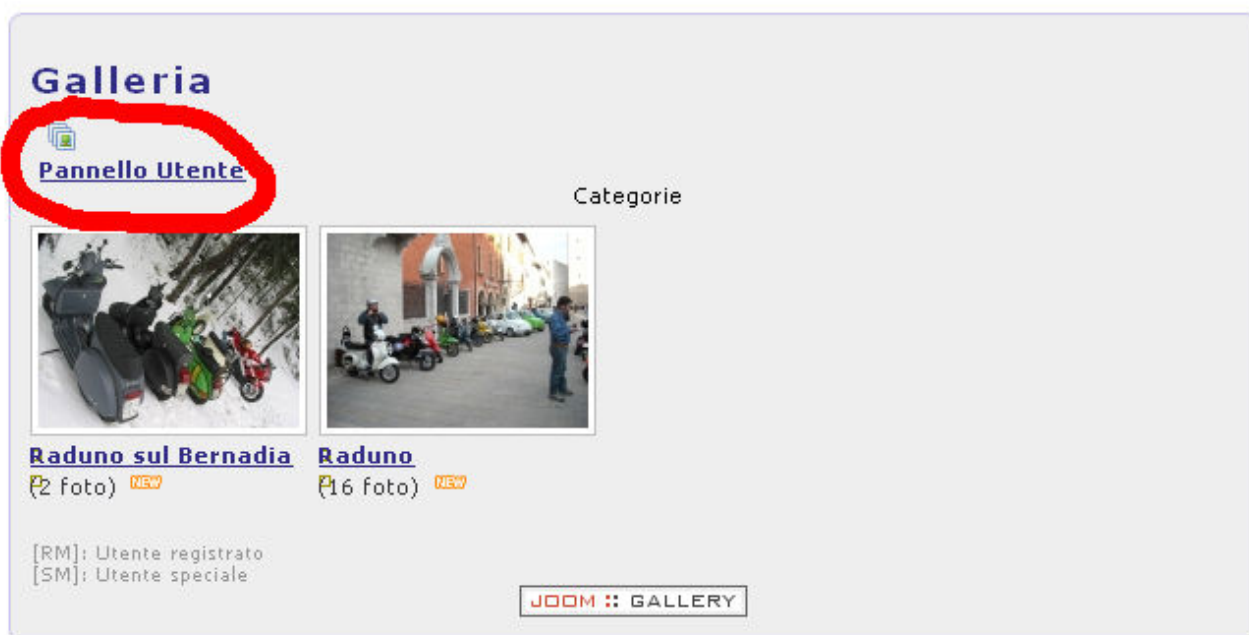 Galleria
Pannello Utente
Categorie
Raduno sul Bernadia
(2 foto) NEW
Raduno
(16 foto) NEW
[RM]: Utente registrato
[SM]: Utente speciale
JOOM :: GALLERY